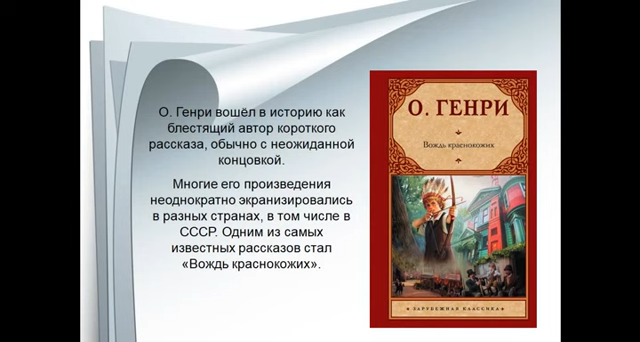 О. Генри вошёл в историю как
блестящий автор короткого
рассказа, обычно с неожиданной
концовкой.
Многие его произведения
неоднократно экранизировались
в разных странах, в том числе в
СССР. Одним из самых
известных рассказов стал
«Вождь краснокожих».
О. ГЕНРИ
Вождь краснокожих
ЗАРУБЕЖНАЯ КЛАССИКА